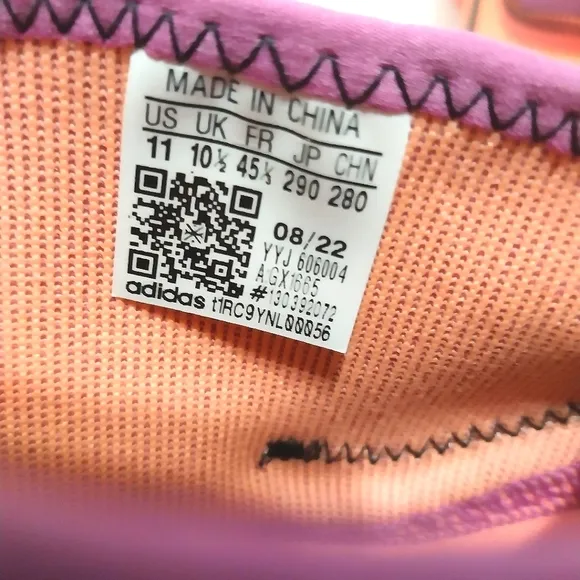 MADE IN CHINA
US UK FR JP CHN
11 10½ 45⅓ 290 280
08/22
YYJ 606004
AGX1665
#130392072
adidas t1RC9YNL00056